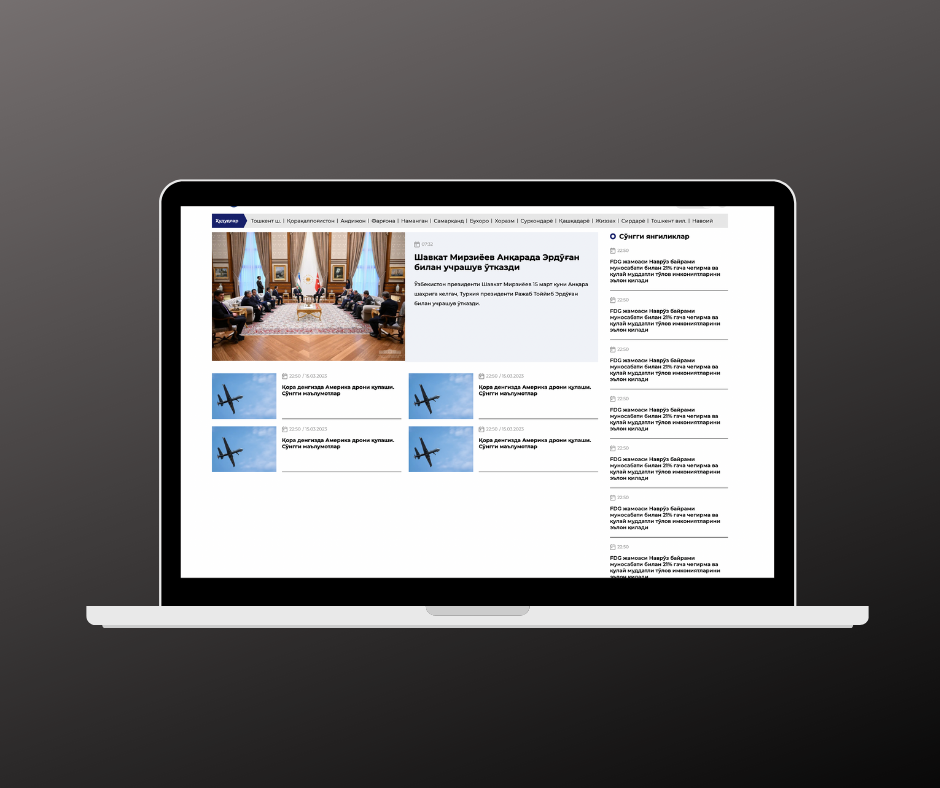 Ҳудудлар
Тошкент ш. | Қорақалпоғистон | Андижон | Фарғона | Наманган | Самарқанд | Бухоро | Хоразм | Сурхондарё | Қашқадарё | Жиззах | Сирдарё | Тошкент вил. | Навоий
07:32
Шавкат Мирзиёев Анқарада Эрдўған
билан учрашув ўтказди
Ўзбекистон президенти Шавкат Мирзиёев 15 март куни Анқара
шаҳрига келгач, Туркия президенти Ражаб Тоййиб Эрдўған
билан учрашув ўтказди.
22:50 / 15.03.2023
Қора денгизда Америка дрони қулаши.
Сўнгги маълумотлар
22:50 / 15.03.2023
Қора денгизда Америка дрони қулаши.
Сўнгги маълумотлар
22:50 / 15.03.2023
Қора денгизда Америка дрони қулаши.
Сўнгги маълумотлар
22:50 / 15.03.2023
Қора денгизда Америка дрони қулаши.
Сўнгги маълумотлар
Сўнгги янгиликлар
22:50
FDG жамоаси Наврўз байрами
муносабати билан 21% гача чегирма ва
қулай муддатли тўлов имкониятларини
эълон қилади
22:50
FDG жамоаси Наврўз байрами
муносабати билан 21% гача чегирма ва
қулай муддатли тўлов имкониятларини
эълон қилади
22:50
FDG жамоаси Наврўз байрами
муносабати билан 21% гача чегирма ва
қулай муддатли тўлов имкониятларини
эълон қилади
22:50
FDG жамоаси Наврўз байрами
муносабати билан 21% гача чегирма ва
қулай муддатли тўлов имкониятларини
эълон қилади
22:50
FDG жамоаси Наврўз байрами
муносабати билан 21% гача чегирма ва
қулай муддатли тўлов имкониятларини
эълон қилади
22:50
FDG жамоаси Наврўз байрами
муносабати билан 21% гача чегирма ва
қулай муддатли тўлов имкониятларини
эълон қилади
22:50
FDG жамоаси Наврўз байрами
муносабати билан 21% гача чегирма ва
қулай муддатли тўлов имкониятларини
эълон қилади